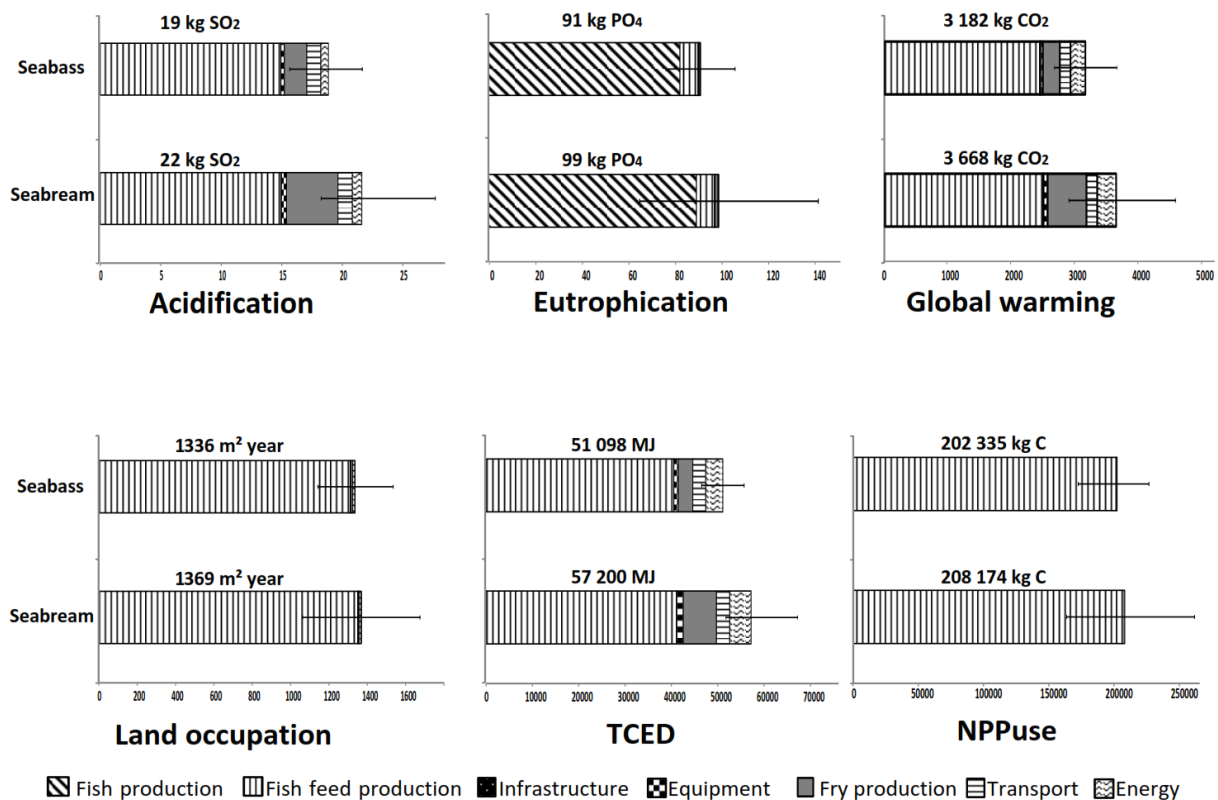 19 kg SO₂ 91 kg PO₄ 3 182 kg CO₂
Seabass
22 kg SO₂ 99 kg PO₄ 3 668 kg CO₂
Seabream
0 5 10 15 20 25 0 20 40 60 80 100 120 140 0 1000 2000 3000 4000 5000
Acidification Eutrophication Global warming
1336 m² year 51 098 MJ 202 335 kg C
Seabass
1369 m² year 57 200 MJ 208 174 kg C
Seabream
0 200 400 600 800 1000 1200 1400 1600 0 10000 20000 30000 40000 50000 60000 70000 0 50000 100000 150000 200000 250000
Land occupation TCED NPPuse
Fish production Fish feed production Infrastructure Equipment Fry production Transport Energy